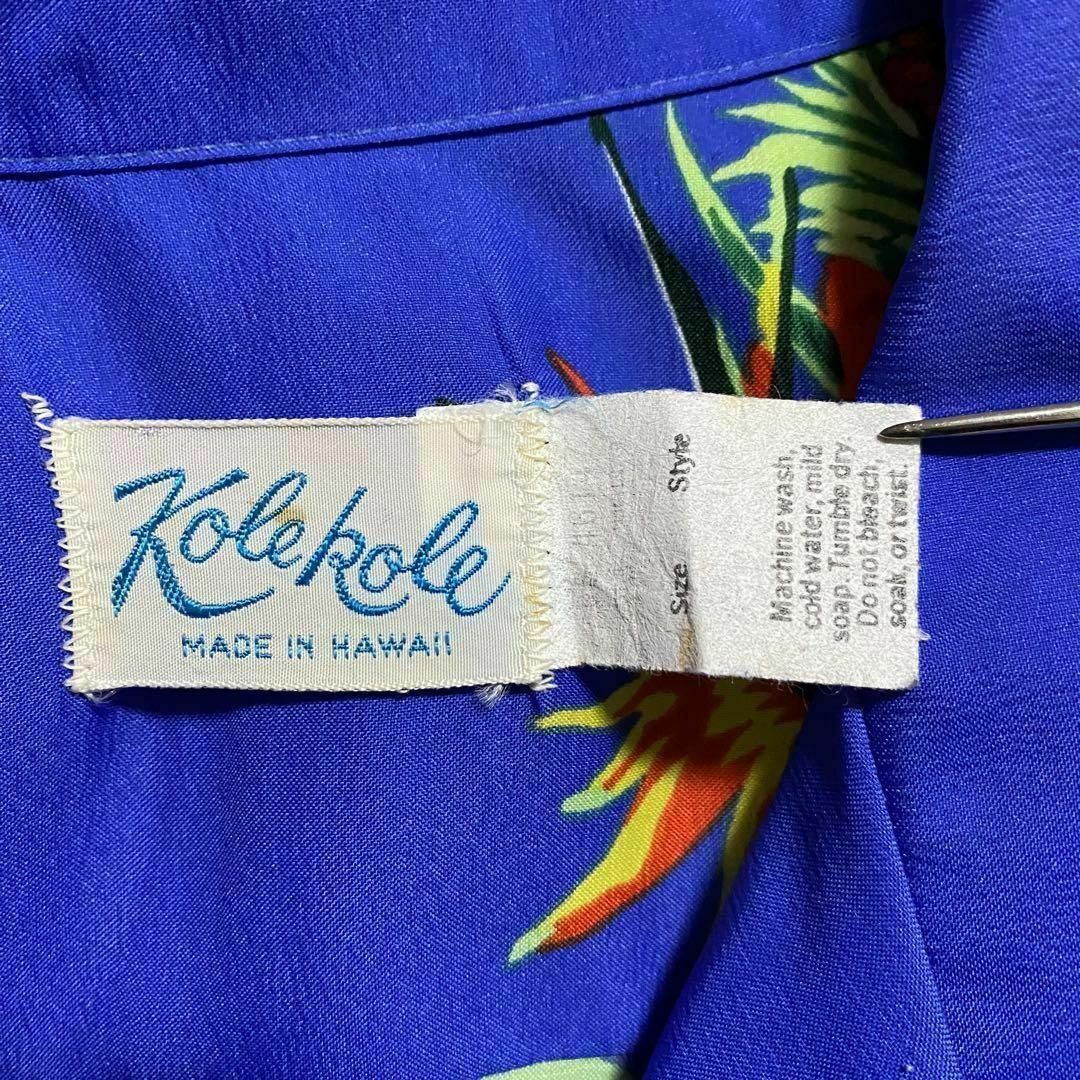 Kolekole
MADE IN HAWAII
Style
Size
Machine wash,
cold water, mild
soap. Tumble dry.
Do not bleach,
soak, or twist.